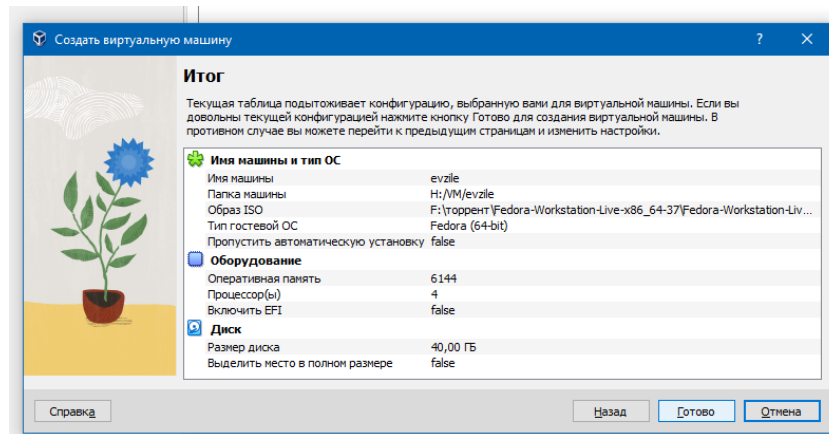 Создать виртуальную машину
Итог
Текущая таблица подытоживает конфигурацию, выбранную вами для виртуальной машины. Если вы
довольны текущей конфигурацией нажмите кнопку Готово для создания виртуальной машины. В
противном случае вы можете перейти к предыдущим страницам и изменить настройки.
Имя машины и тип ОС
Имя машины evzile
Папка машины H:/VM/evzile
Образ ISO F:\торрент\Fedora-Workstation-Live-x86_64-37\Fedora-Workstation-Liv...
Тип гостевой ОС Fedora (64-bit)
Пропустить автоматическую установку false
Оборудование
Оперативная память 6144
Процессор(ы) 4
Включить EFI false
Диск
Размер диска 40,00 ГБ
Выделить место в полном размере false
Справка Назад Готово Отмена